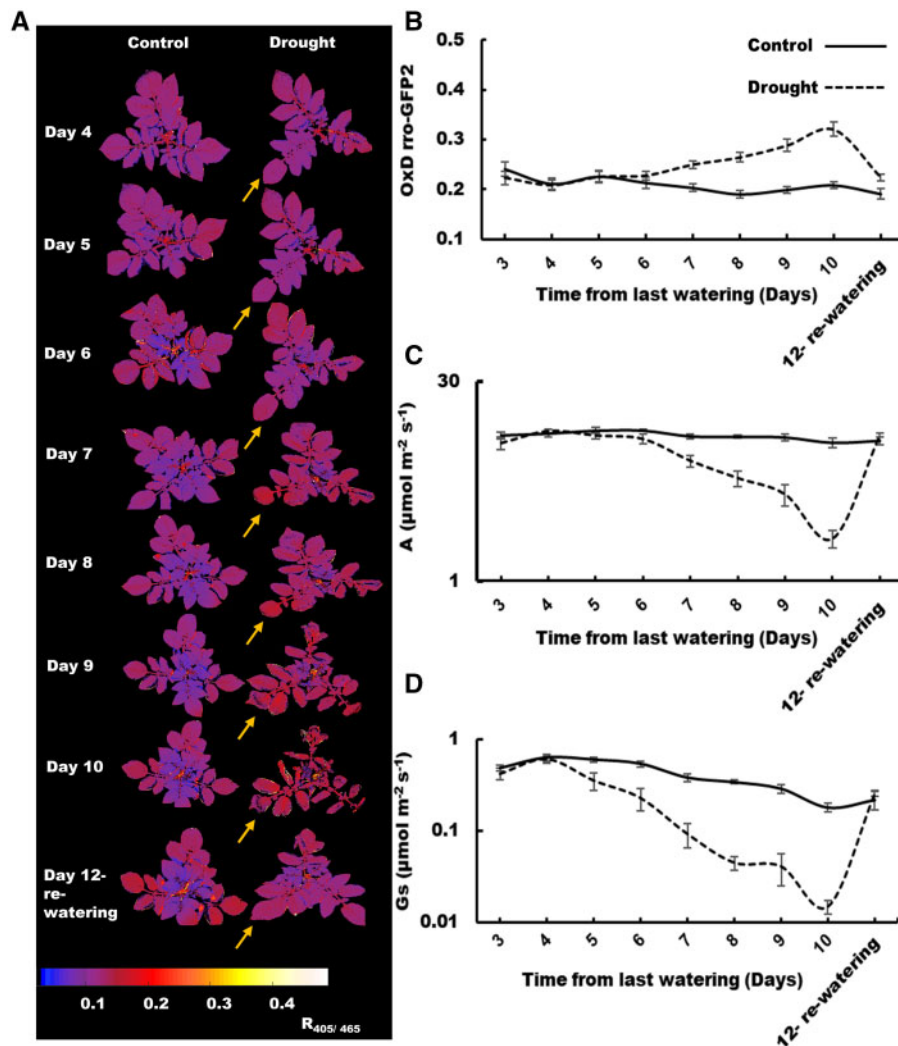 A
Control Drought
Day 4
Day 5
Day 6
Day 7
Day 8
Day 9
Day 10
Day 12-
re-
watering
0.1 0.2 0.3 0.4
R405/ 465
B
Control
Drought
OxD rro-GFP2
0.5
0.4
0.3
0.2
0.1
3 4 5 6 7 8 9 10 12- re-watering
Time from last watering (Days)
C
A (µmol m-2 s-1)
30
1
3 4 5 6 7 8 9 10 12- re-watering
Time from last watering (Days)
D
Gs (µmol m-2 s-1)
1
0.1
0.01
3 4 5 6 7 8 9 10 12- re-watering
Time from last watering (Days)